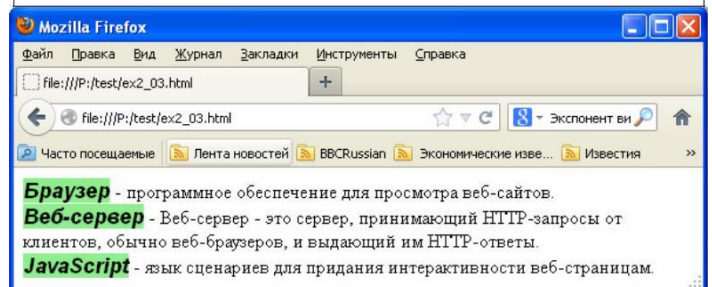 Mozilla Firefox
Файл Правка Вид Журнал Закладки Инструменты Справка
file:///P:/test/ex2_03.html +
file:///P:/test/ex2_03.html 8 Экспонент ви
Часто посещаемые Лента новостей BBCRussian Экономические изве... Известия »
Браузер - программное обеспечение для просмотра веб-сайтов.
Веб-сервер - Веб-сервер - это сервер, принимающий HTTP-запросы от
клиентов, обычно веб-браузеров, и выдающий им HTTP-ответы.
JavaScript - язык сценариев для придания интерактивности веб-страницам.